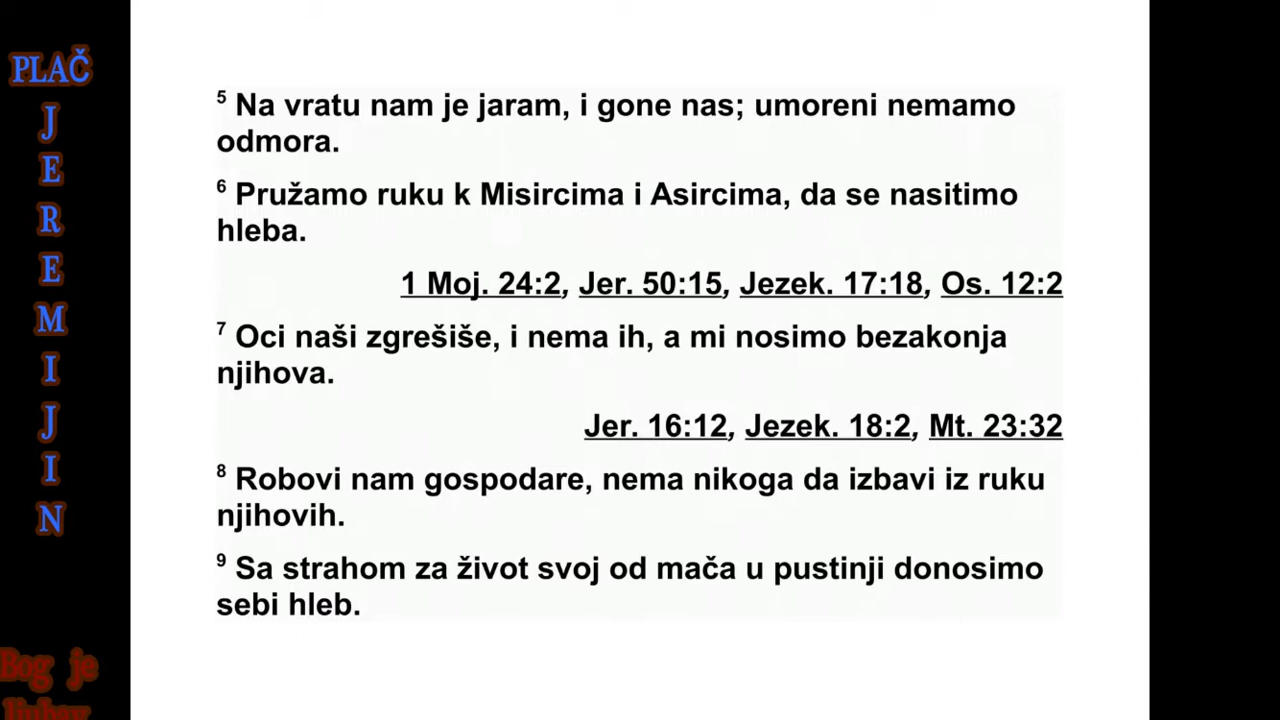 PLAČ
J
E
R
E
M
I
J
I
N
Bog je
ljubav
5 Na vratu nam je jaram, i gone nas; umoreni nemamo
odmora.
6 Pružamo ruku k Misircima i Asircima, da se nasitimo
hleba.
1 Moj. 24:2, Jer. 50:15, Jezek. 17:18, Os. 12:2
7 Oci naši zgrešiše, i nema ih, a mi nosimo bezakonja
njihova.
Jer. 16:12, Jezek. 18:2, Mt. 23:32
8 Robovi nam gospodare, nema nikoga da izbavi iz ruku
njihovih.
9 Sa strahom za život svoj od mača u pustinji donosimo
sebi hleb.